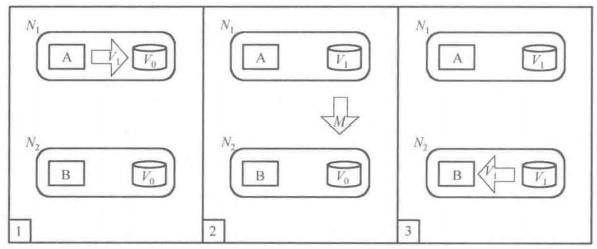 N₁
A V₁ V₀
N₂
B V₀
1
N₁
A V₁
M
N₂
B V₀
2
N₁
A V₁
N₂
B V₁ V₁
3